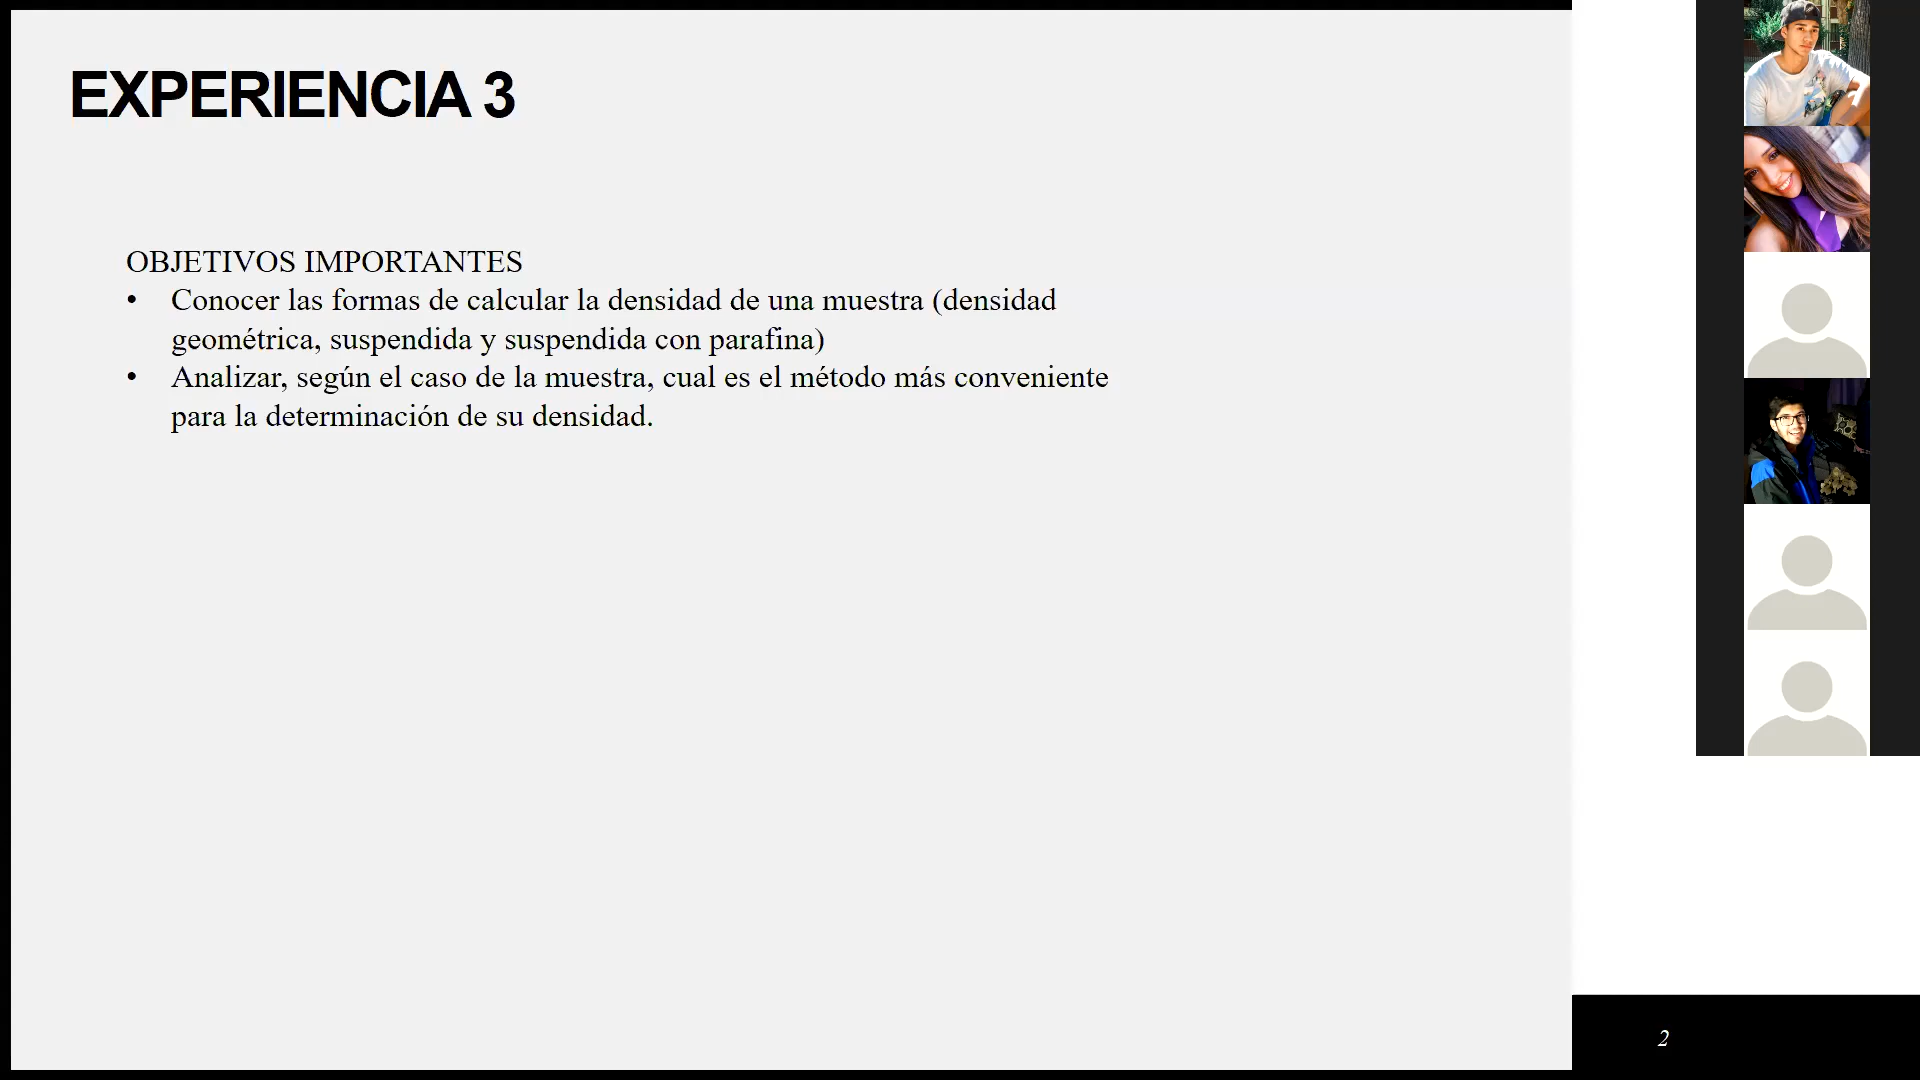 EXPERIENCIA 3
OBJETIVOS IMPORTANTES
• Conocer las formas de calcular la densidad de una muestra (densidad
geométrica, suspendida y suspendida con parafina)
• Analizar, según el caso de la muestra, cual es el método más conveniente
para la determinación de su densidad.
2